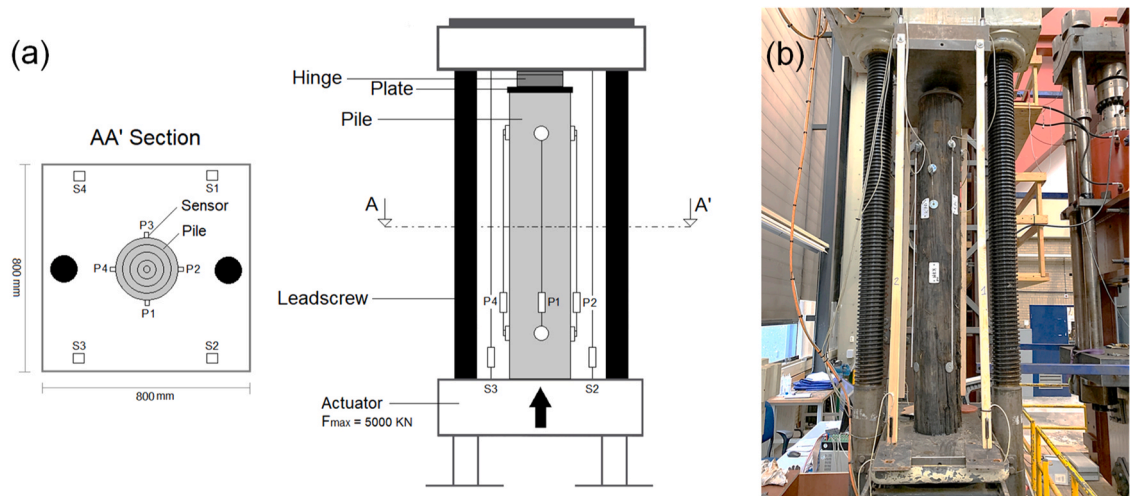 (a)
AA' Section
800 mm
S4
S1
P3
Sensor
Pile
P4
P2
P1
S3
S2
800 mm
Hinge
Plate
Pile
A
A'
Leadscrew
P4
P1
P2
S3
S2
Actuator
Fmax = 5000 KN
(b)